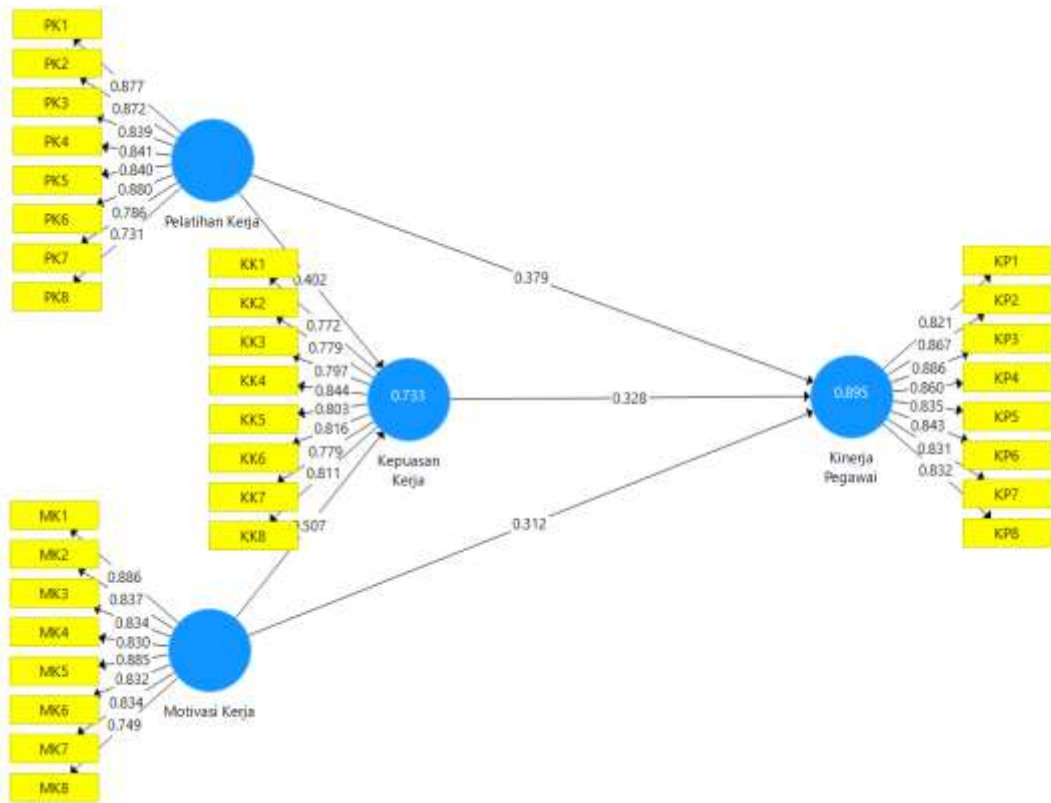 PK1
PK2
PK3
PK4
PK5
PK6
PK7
PK8
0.877
0.872
0.839
0.841
0.840
0.880
0.786
0.731
Pelatihan Kerja
0.402
0.379
KK1
KK2
KK3
KK4
KK5
KK6
KK7
KK8
0.772
0.779
0.797
0.844
0.803
0.816
0.779
0.811
0.733
Kepuasan
Kerja
0.328
0.507
0.312
MK1
MK2
MK3
MK4
MK5
MK6
MK7
MK8
0.886
0.837
0.834
0.830
0.885
0.832
0.834
0.749
Motivasi Kerja
0.895
Kinerja
Pegawai
0.821
0.867
0.886
0.860
0.835
0.843
0.831
0.832
KP1
KP2
KP3
KP4
KP5
KP6
KP7
KP8